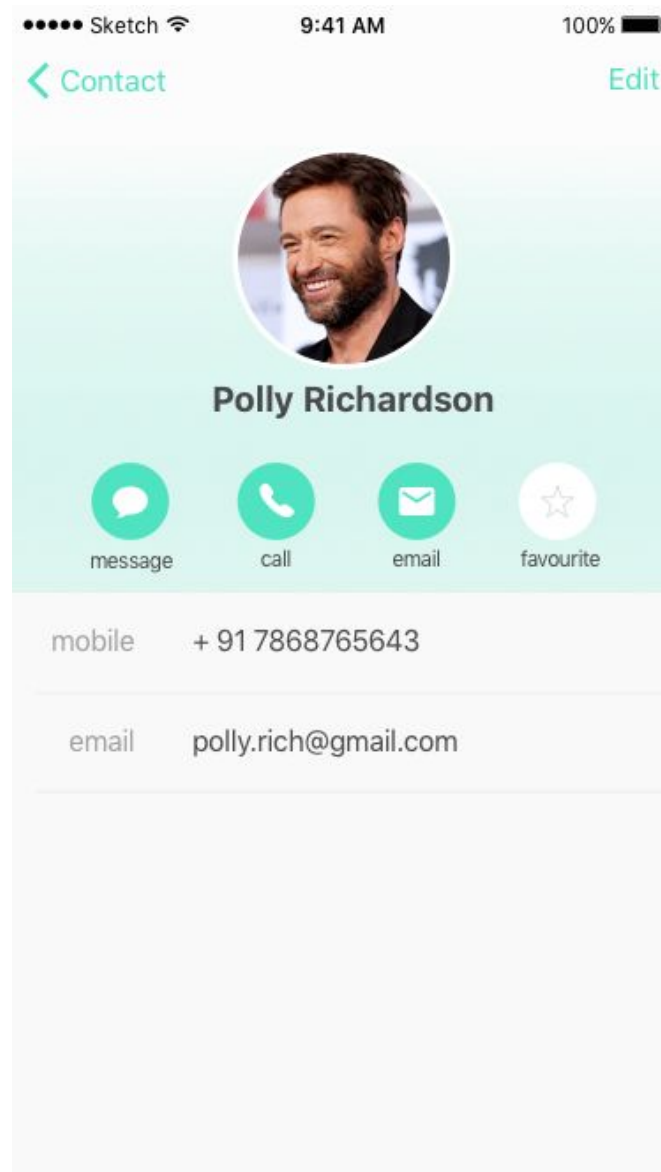 Sketch 9:41 AM 100%
Contact Edit
Polly Richardson
message call email favourite
mobile + 91 7868765643
email polly.rich@gmail.com